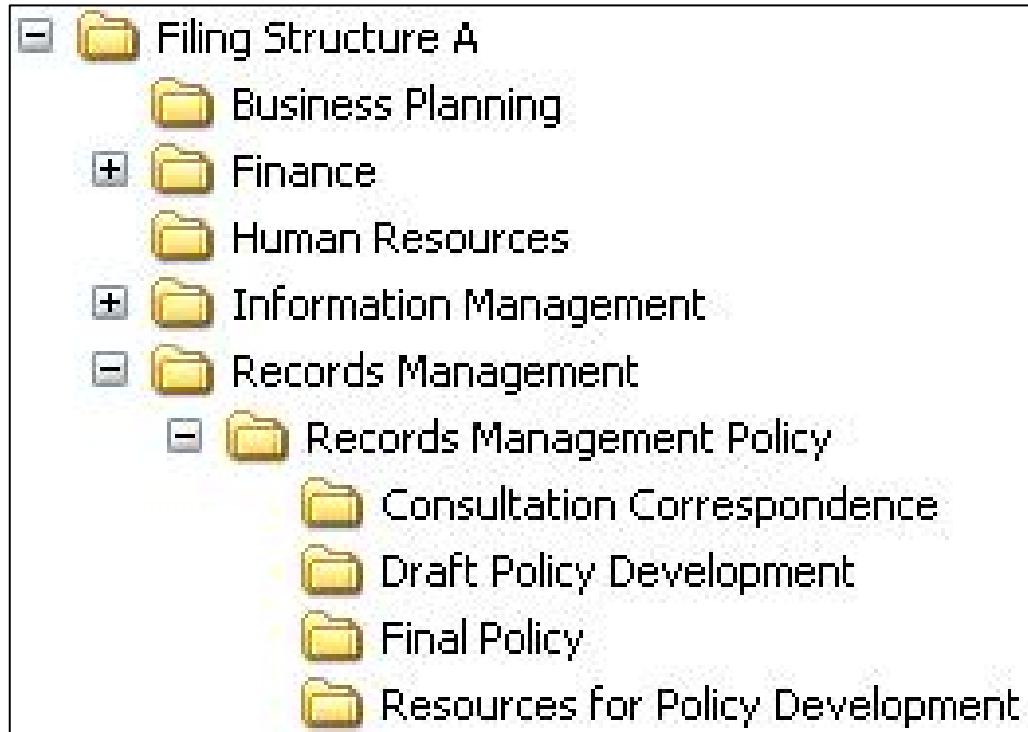 Filing Structure A
Business Planning
Finance
Human Resources
Information Management
Records Management
Records Management Policy
Consultation Correspondence
Draft Policy Development
Final Policy
Resources for Policy Development